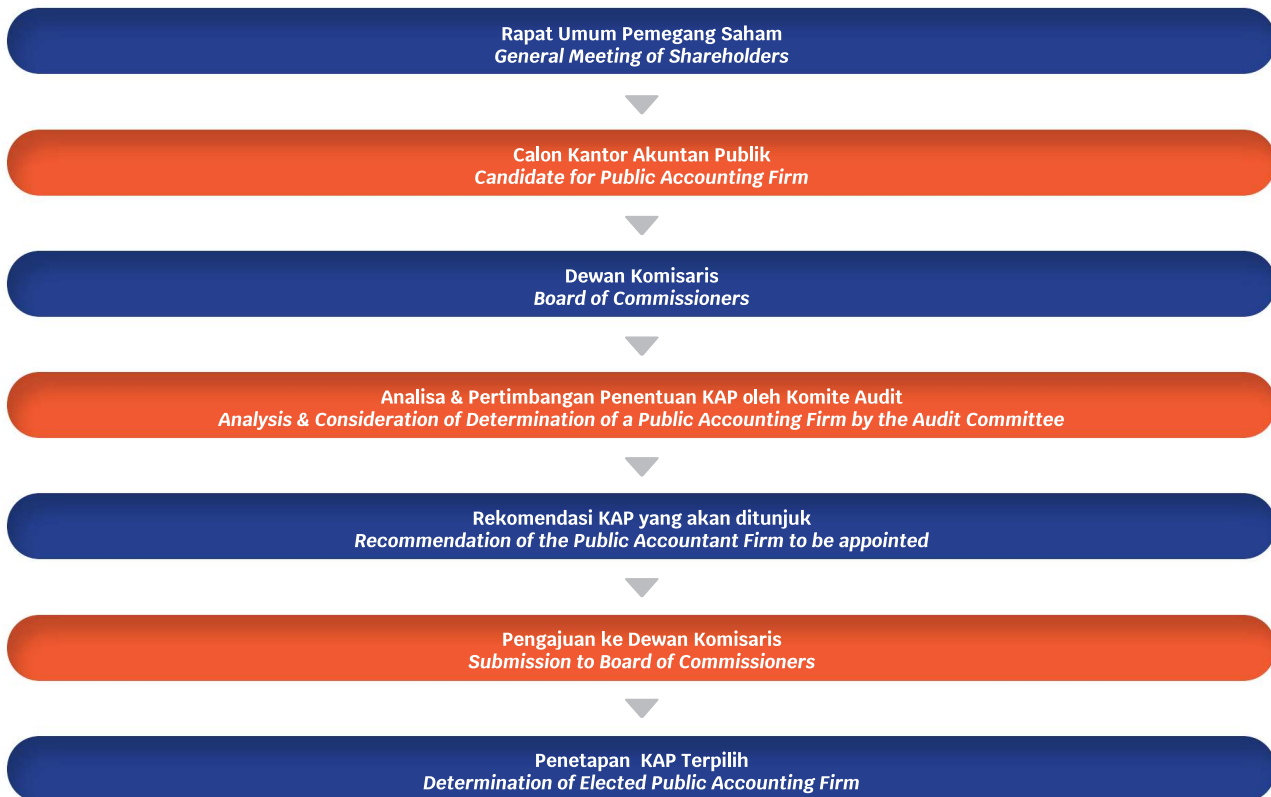 Rapat Umum Pemegang Saham
General Meeting of Shareholders
Calon Kantor Akuntan Publik
Candidate for Public Accounting Firm
Dewan Komisaris
Board of Commissioners
Analisa & Pertimbangan Penentuan KAP oleh Komite Audit
Analysis & Consideration of Determination of a Public Accounting Firm by the Audit Committee
Rekomendasi KAP yang akan ditunjuk
Recommendation of the Public Accountant Firm to be appointed
Pengajuan ke Dewan Komisaris
Submission to Board of Commissioners
Penetapan KAP Terpilih
Determination of Elected Public Accounting Firm